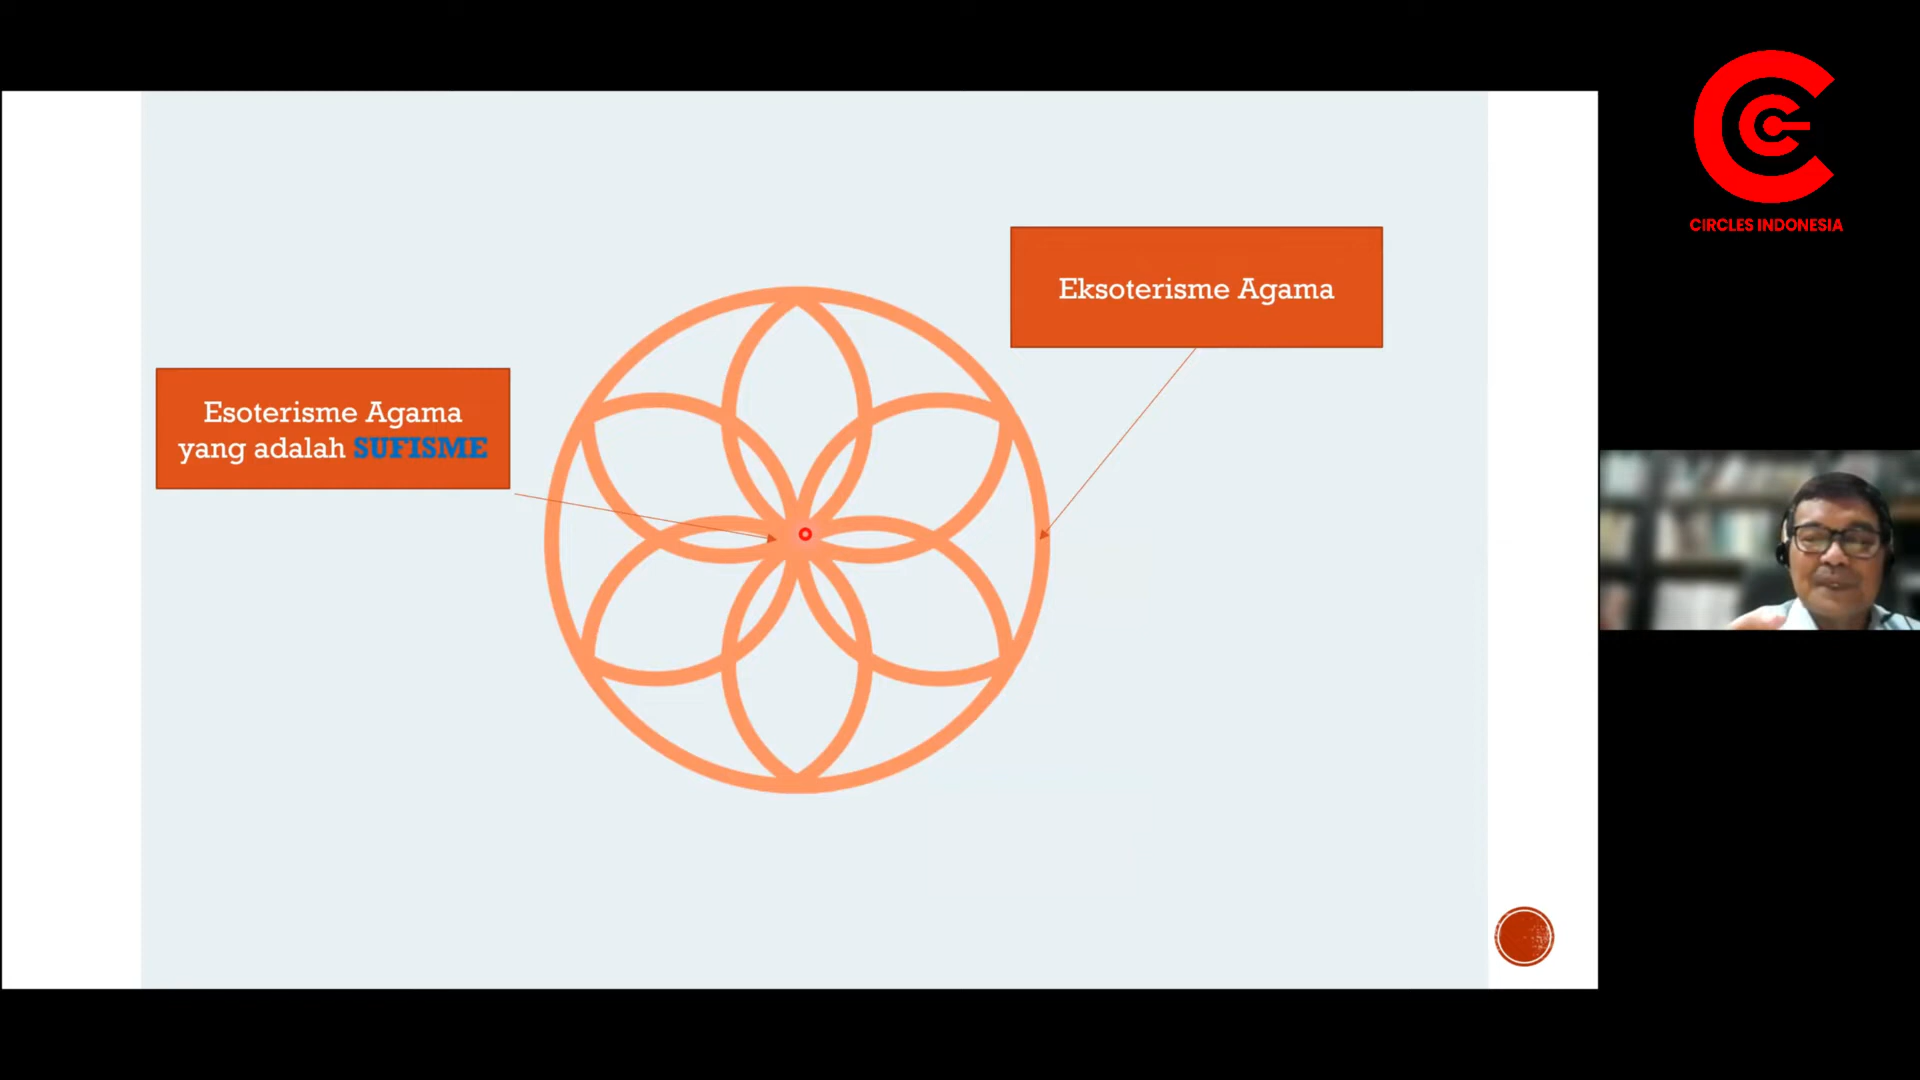 CIRCLES INDONESIA
Eksoterisme Agama
Esoterisme Agama
yang adalah SUFISME